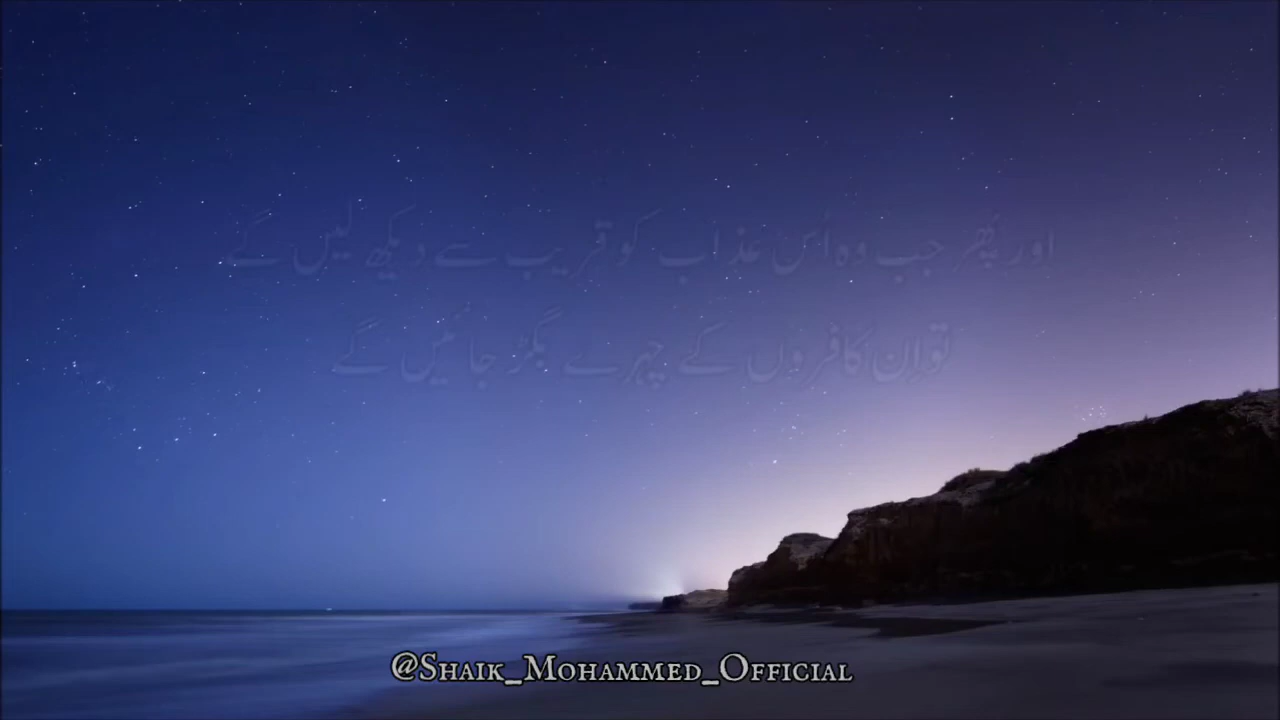 اور پھر جب وہ اُس عذاب کو قریب سے دیکھ لیں گے
تو اِن کافروں کے چہرے بگڑ جائیں گے
@Shaik_Mohammed_Official